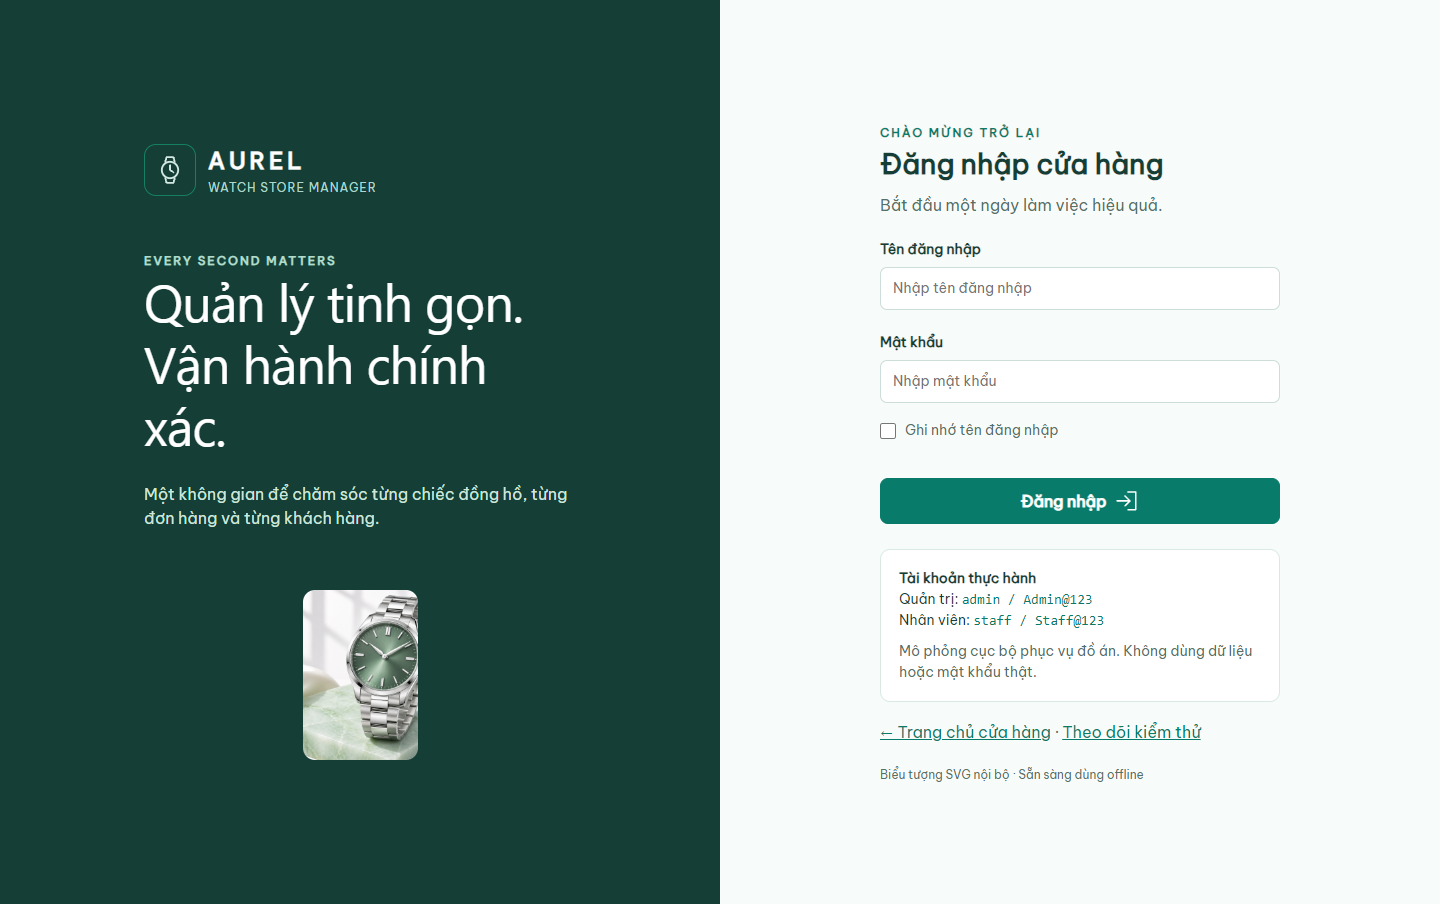 AUREL
WATCH STORE MANAGER
EVERY SECOND MATTERS
Quản lý tinh gọn.
Vận hành chính
xác.
Một không gian để chăm sóc từng chiếc đồng hồ, từng
đơn hàng và từng khách hàng.
CHÀO MỪNG TRỞ LẠI
Đăng nhập cửa hàng
Bắt đầu một ngày làm việc hiệu quả.
Tên đăng nhập
Nhập tên đăng nhập
Mật khẩu
Nhập mật khẩu
Ghi nhớ tên đăng nhập
Đăng nhập
Tài khoản thực hành
Quản trị: admin / Admin@123
Nhân viên: staff / Staff@123
Mô phỏng cục bộ phục vụ đồ án. Không dùng dữ liệu
hoặc mật khẩu thật.
← Trang chủ cửa hàng · Theo dõi kiểm thử
Biểu tượng SVG nội bộ · Sẵn sàng dùng offline